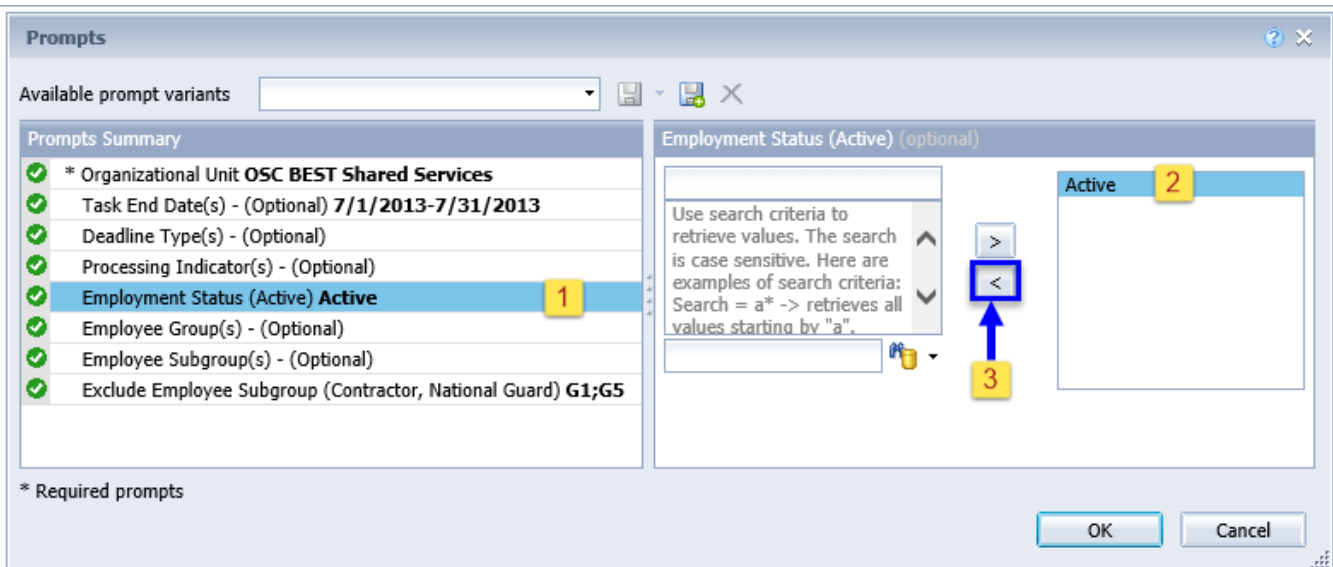 Prompts
Available prompt variants
Prompts Summary
* Organizational Unit OSC BEST Shared Services
Task End Date(s) - (Optional) 7/1/2013-7/31/2013
Deadline Type(s) - (Optional)
Processing Indicator(s) - (Optional)
Employment Status (Active) Active
1
Employee Group(s) - (Optional)
Employee Subgroup(s) - (Optional)
Exclude Employee Subgroup (Contractor, National Guard) G1;G5
Employment Status (Active) (optional)
Use search criteria to
retrieve values. The search
is case sensitive. Here are
examples of search criteria:
Search = a* -> retrieves all
values starting by "a".
>
<
3
Active
2
* Required prompts
OK
Cancel